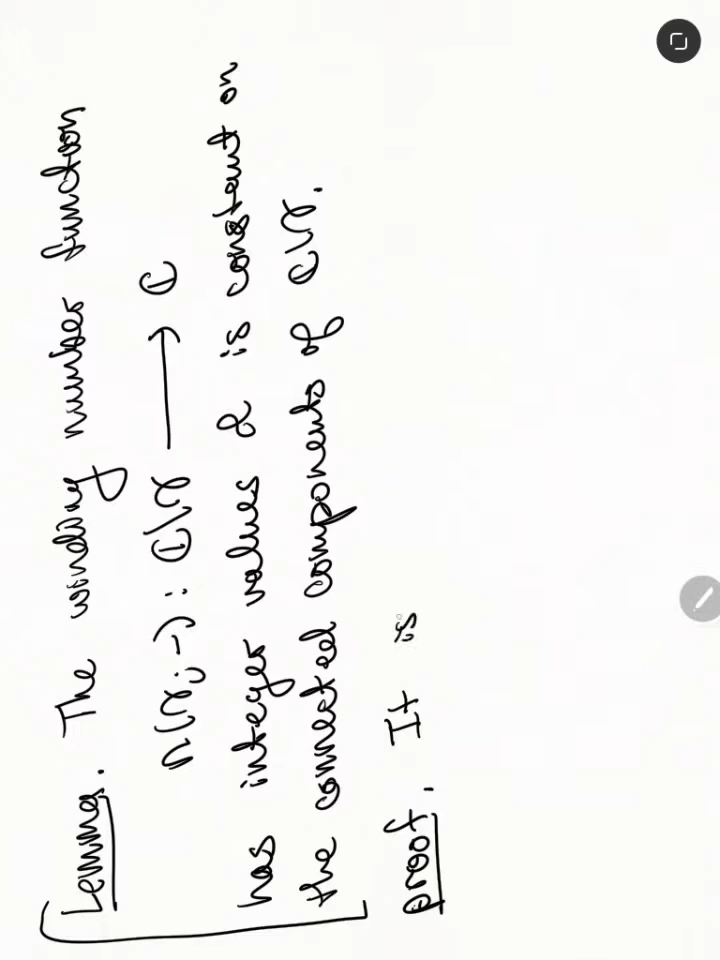 Lemma. The winding number function
n(γ; -) : ℂ\γ ⟶ ℂ
has integer values & is constant on
the connected components of ℂ\γ.
proof. It is